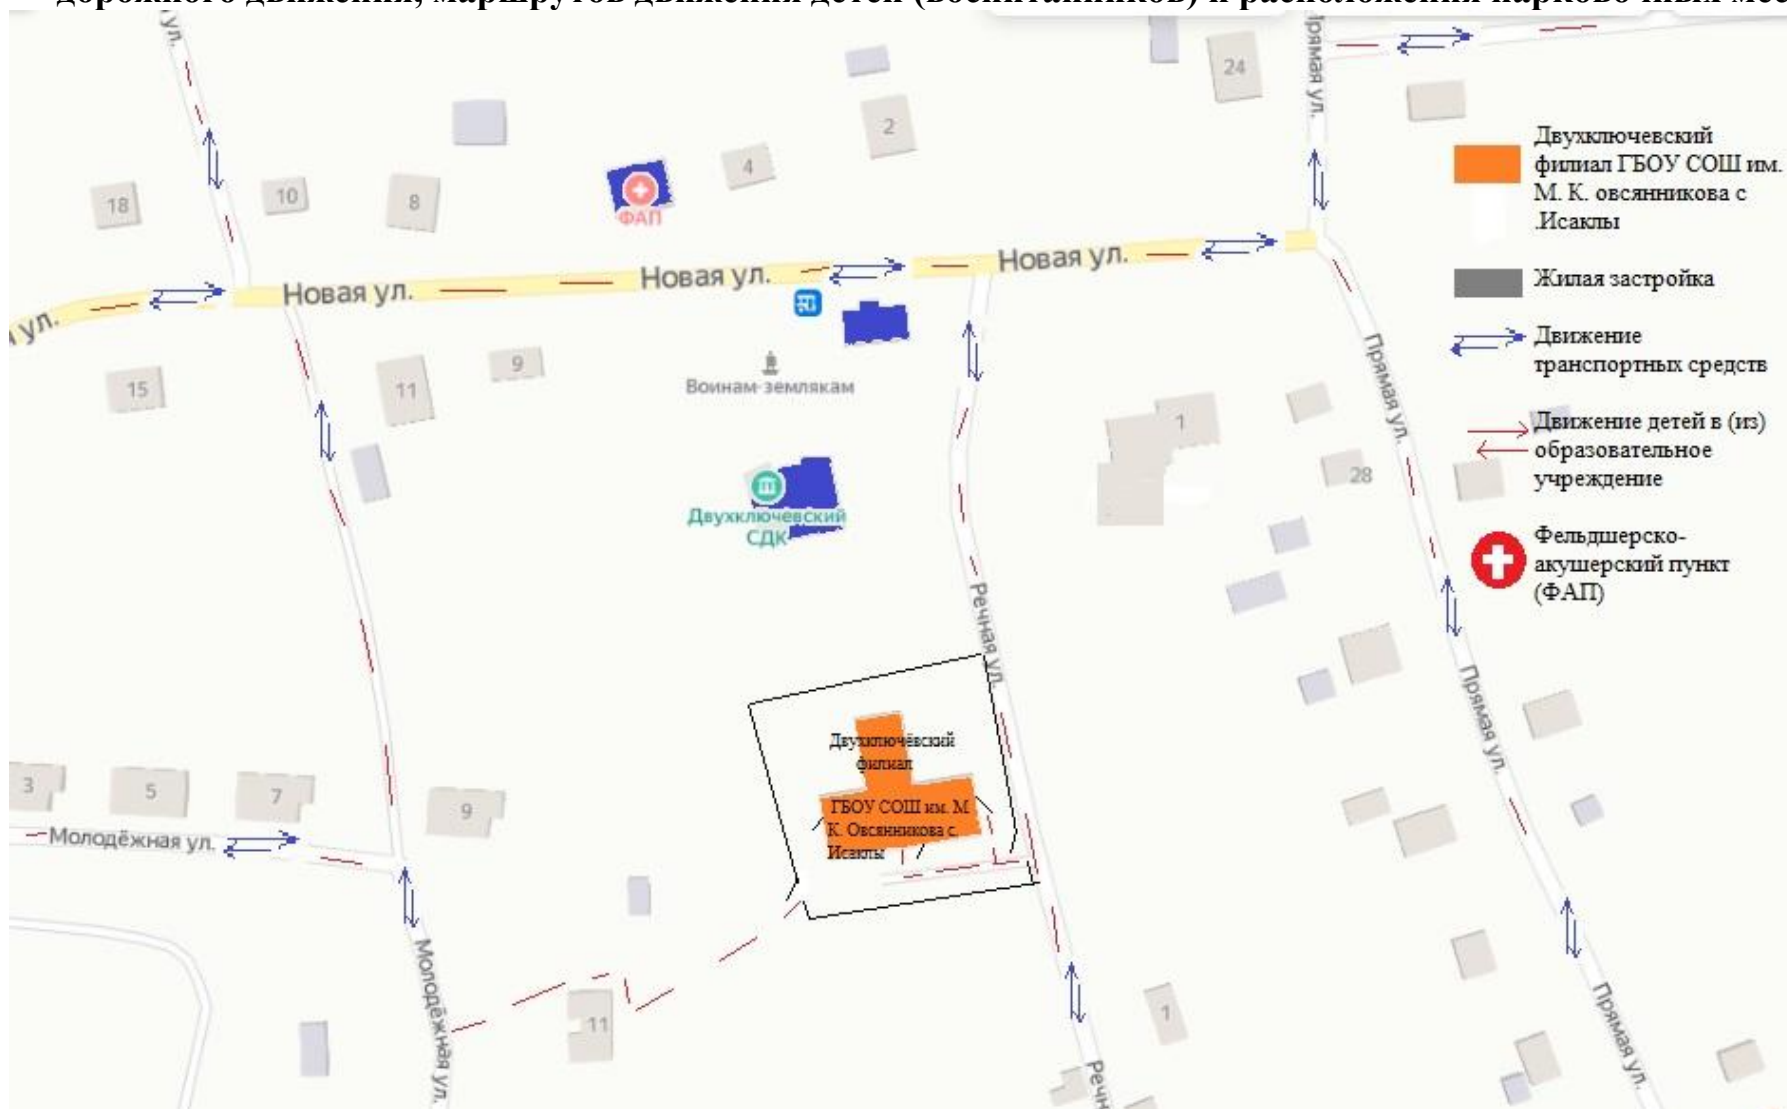 дорожного движения, маршрутов движения детей (воспитанников) и расположения парковочных мес
ул.
Прямая ул.
24
2
4
18
10
8
ФАП
Новая ул.
Новая ул.
Новая ул.
ул.
15
11
9
Воинам-землякам
1
Прямая ул.
28
Двухключевский
СДК
Речная ул.
Прямая ул.
3
5
7
9
Молодёжная ул.
Двухключёвский
филиал
ГБОУ СОШ им. М
К. Овсянникова с.
Исаклы
Молодёжная ул.
11
1
Прямая ул.
Речн
Двухключевский
филиал ГБОУ СОШ им.
М. К. овсянникова с
.Исаклы
Жилая застройка
Движение
транспортных средств
Движение детей в (из)
образовательное
учреждение
Фельдшерско-
акушерский пункт
(ФАП)